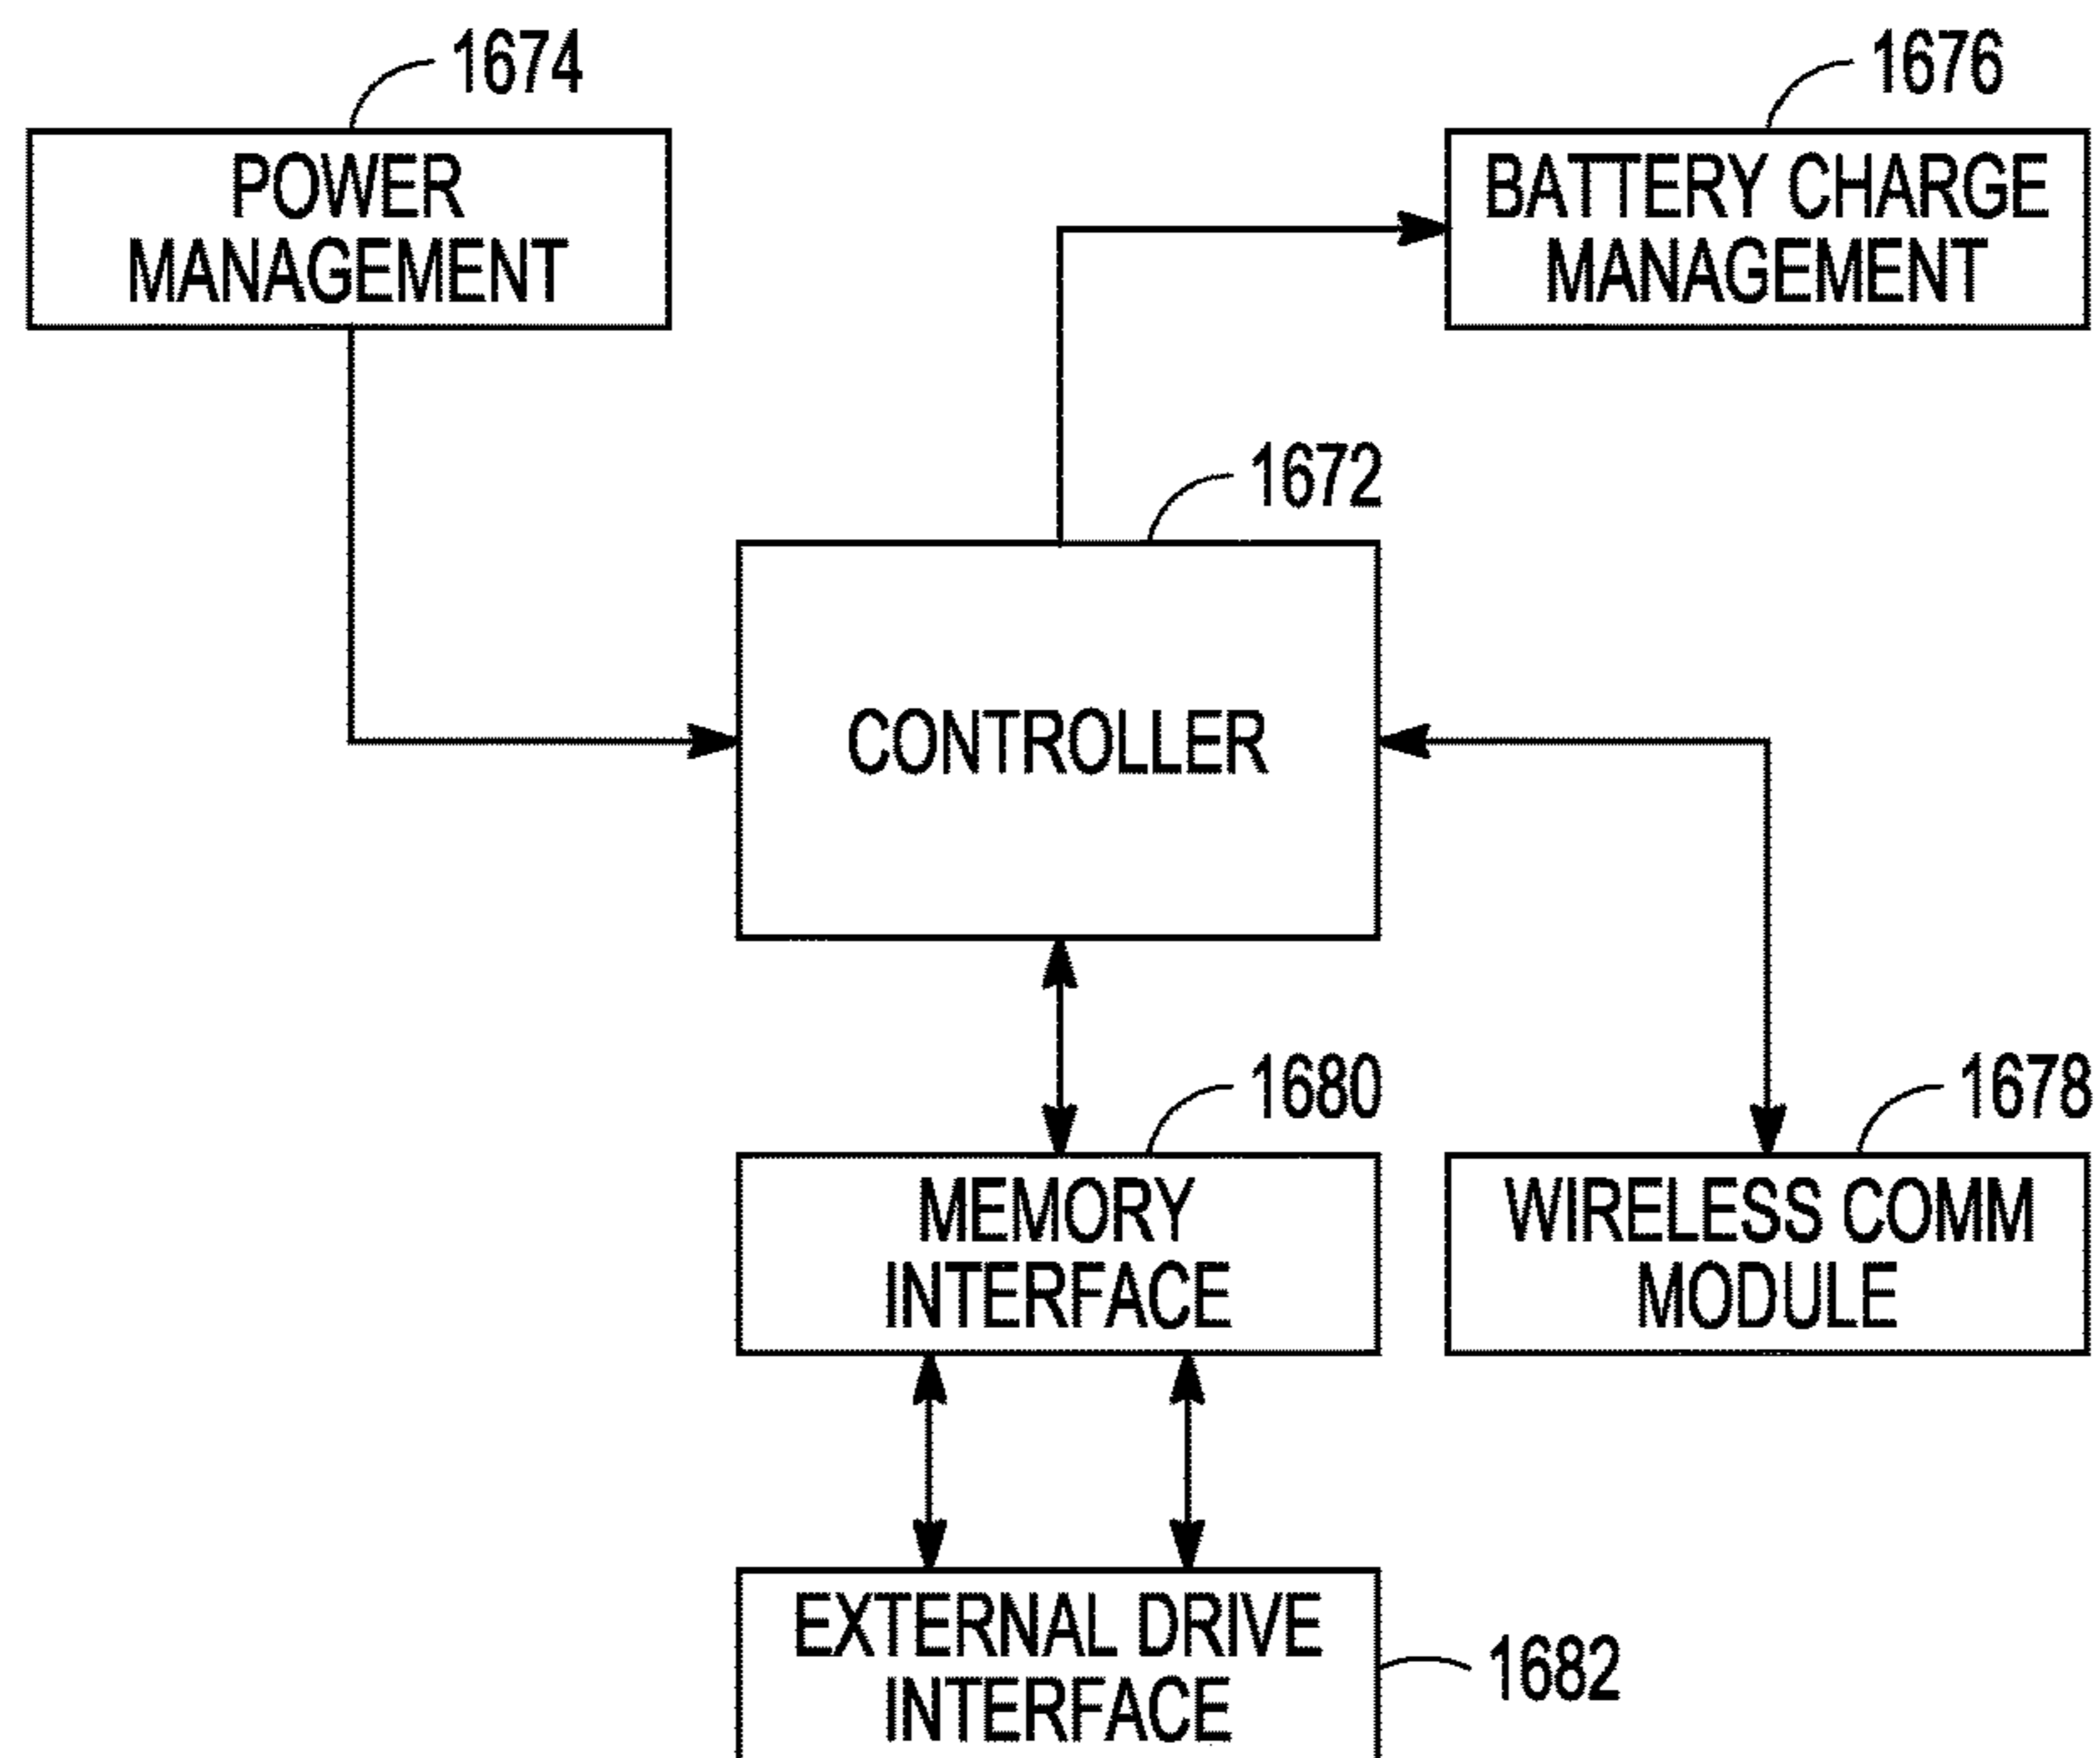 1674
1676
POWER
MANAGEMENT
BATTERY CHARGE
MANAGEMENT
1672
CONTROLLER
1680
1678
MEMORY
INTERFACE
WIRELESS COMM
MODULE
EXTERNAL DRIVE
INTERFACE
1682